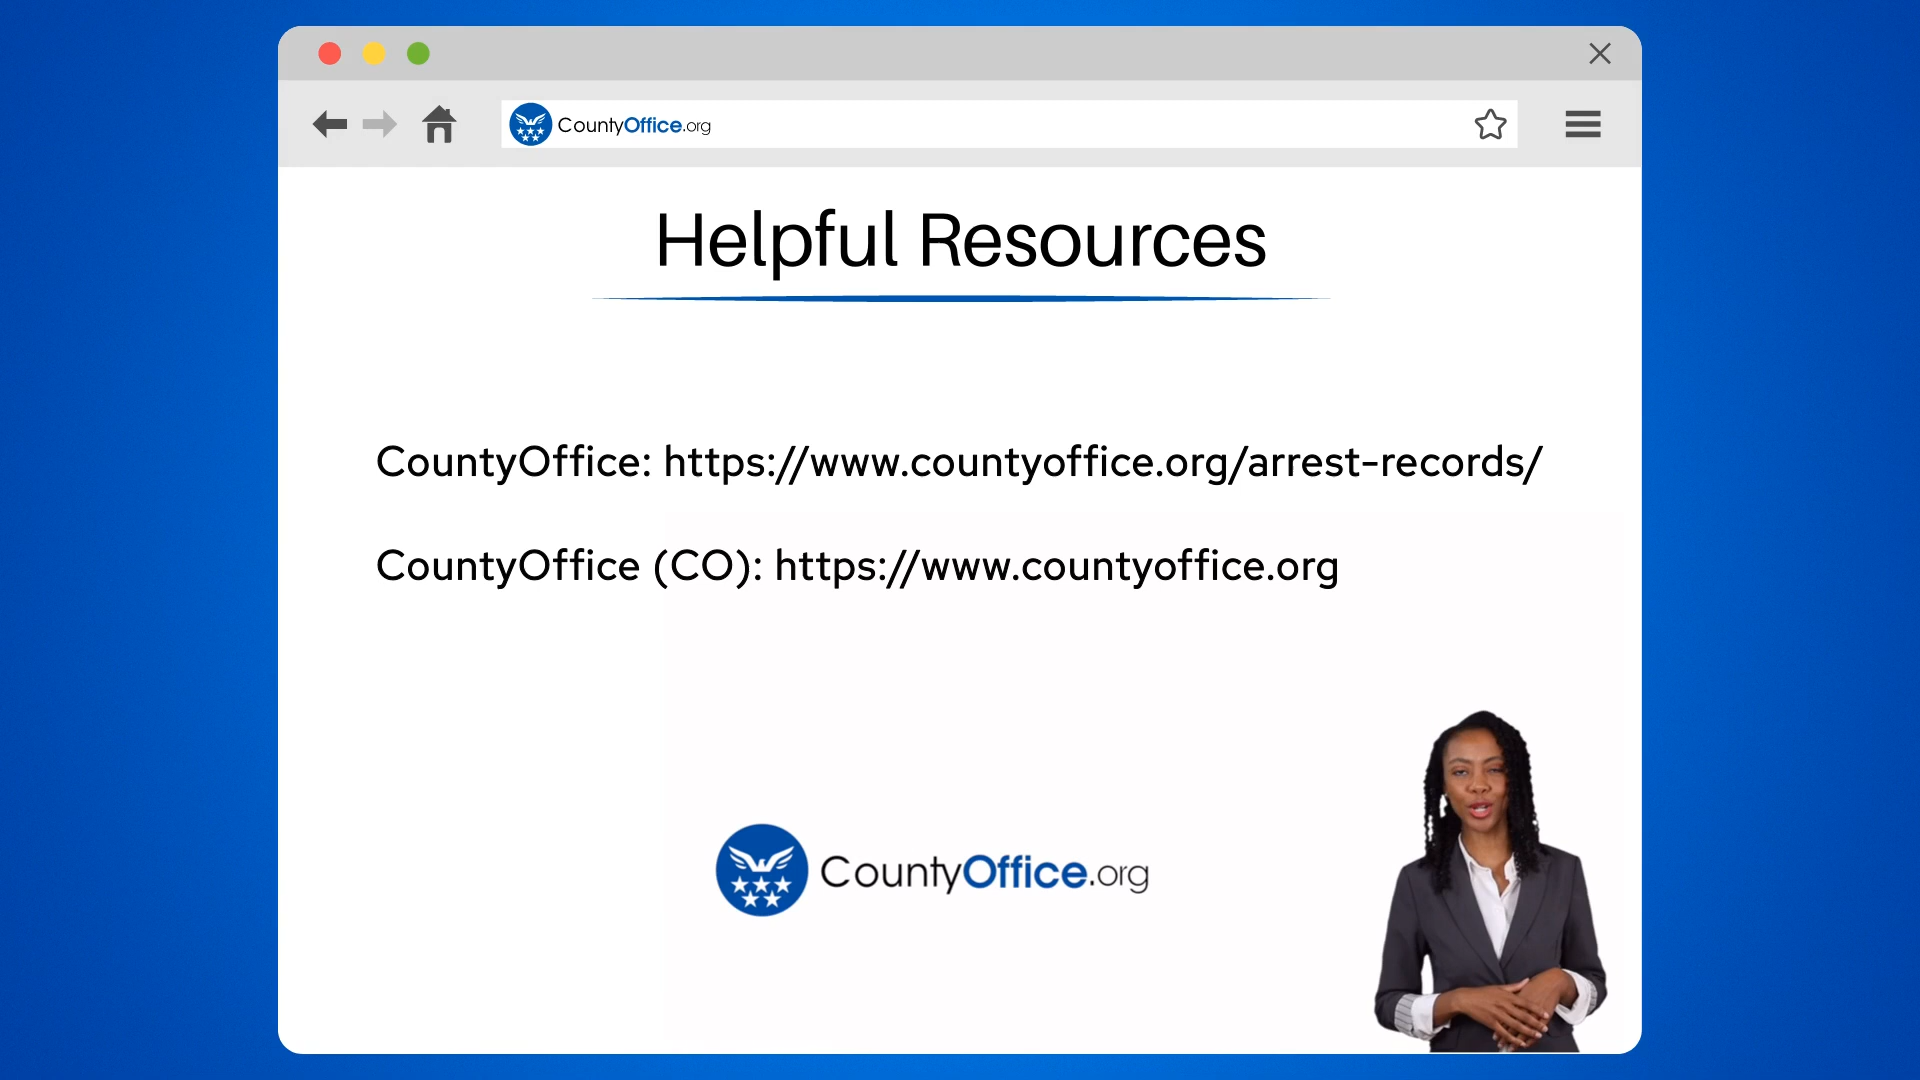 CountyOffice.org
Helpful Resources
CountyOffice: https://www.countyoffice.org/arrest-records/
CountyOffice (CO): https://www.countyoffice.org
CountyOffice.org